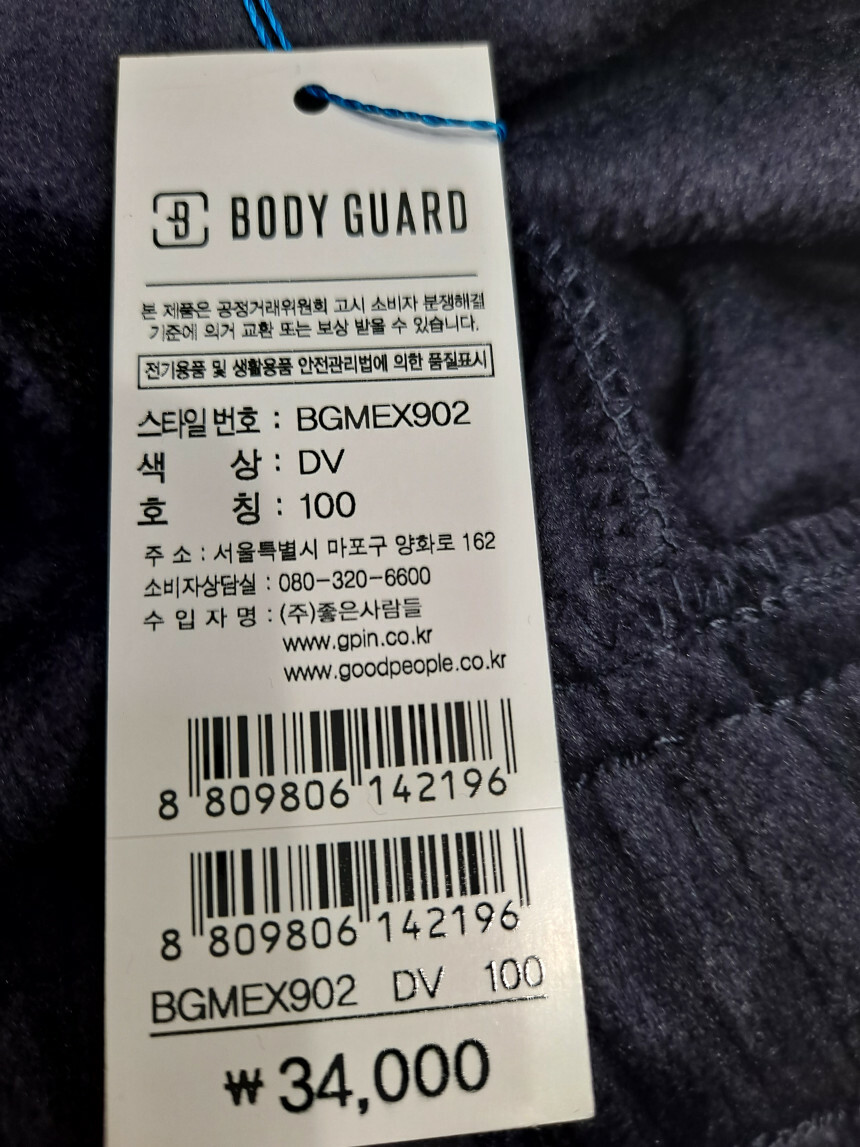 B BODY GUARD
본 제품은 공정거래위원회 고시 소비자 분쟁해결
기준에 의거 교환 또는 보상 받을 수 있습니다.
전기용품 및 생활용품 안전관리법에 의한 품질표시
스타일 번호 : BGMEX902
색 상 : DV
호 칭 : 100
주 소 : 서울특별시 마포구 양화로 162
소비자상담실 : 080-320-6600
수 입 자 명 : (주)좋은사람들
www.gpin.co.kr
www.goodpeople.co.kr
8 809806 142196
8 809806 142196
BGMEX902 DV 100
₩ 34,000